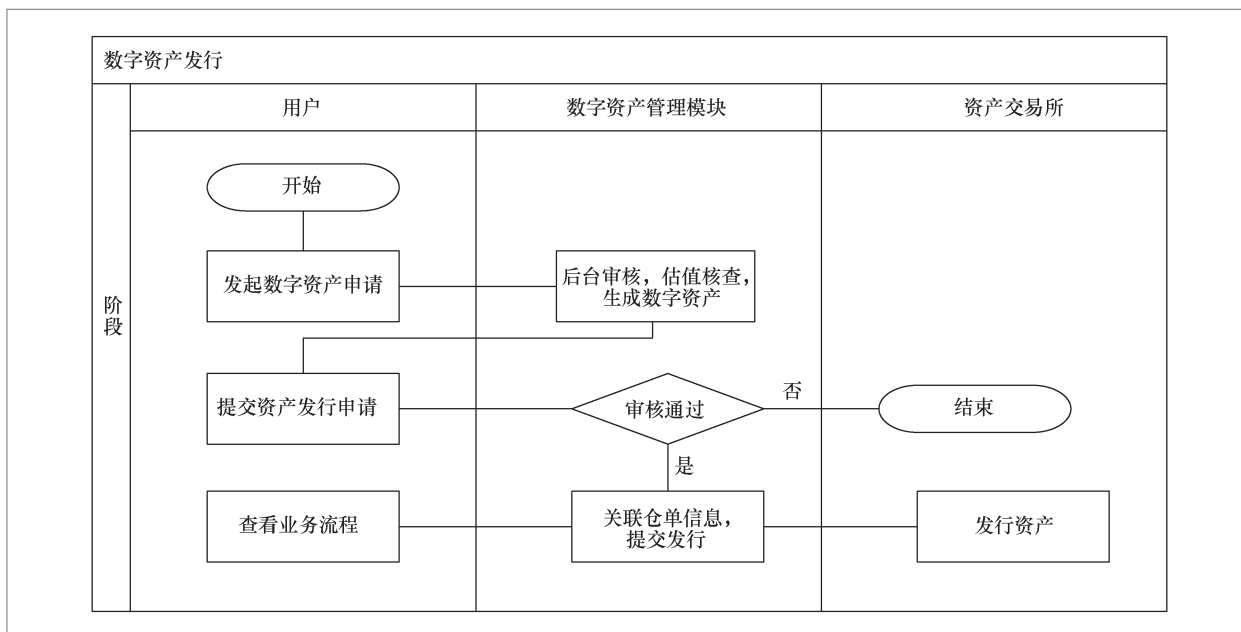 数字资产发行
用户
数字资产管理模块
资产交易所
阶
段
开始
发起数字资产申请
后台审核，估值核查，
生成数字资产
提交资产发行申请
审核通过
否
结束
是
查看业务流程
关联仓单信息，
提交发行
发行资产